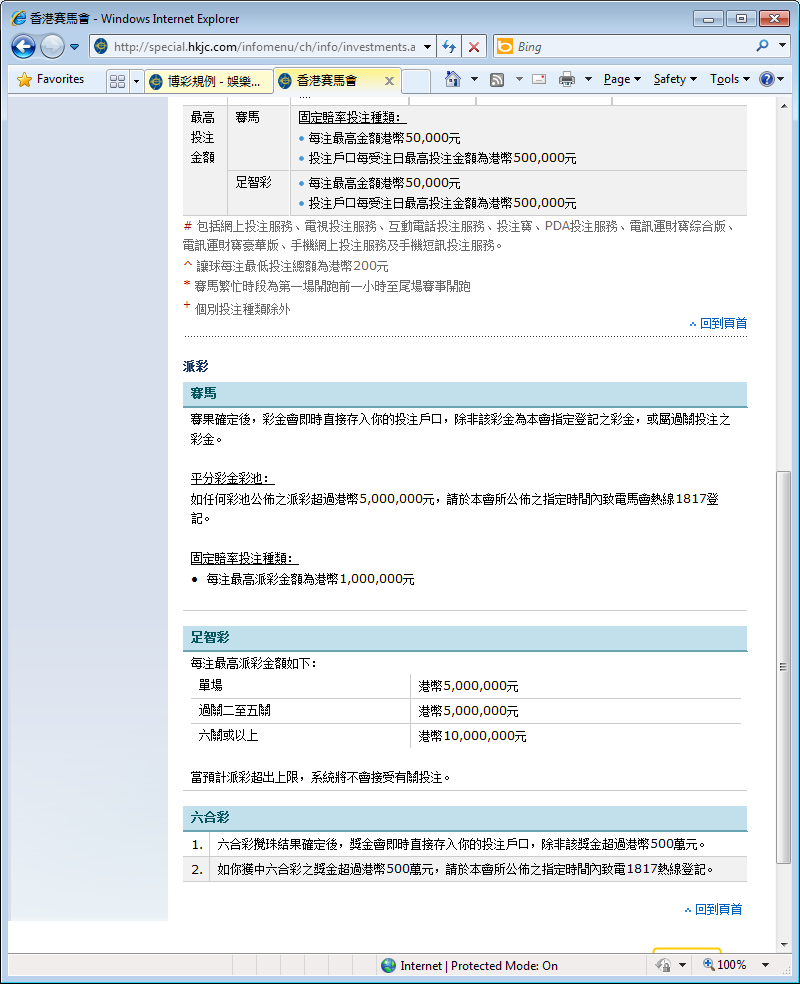 香港賽馬會 - Windows Internet Explorer
http://special.hkjc.com/infomenu/ch/info/investments.a
Bing
Favorites
博彩規例 - 娛樂...
香港賽馬會
Page
Safety
Tools
最高
投注
金額
賽馬
固定賠率投注種類：
每注最高金額港幣50,000元
投注戶口每受注日最高投注金額為港幣500,000元
足智彩
每注最高金額港幣50,000元
投注戶口每受注日最高投注金額為港幣500,000元
# 包括網上投注服務、電視投注服務、互動電話投注服務、投注寶、PDA投注服務、電訊運財寶綜合版、
電訊運財寶豪華版、手機網上投注服務及手機短訊投注服務。
^ 讓球每注最低投注總額為港幣200元
* 賽馬繁忙時段為第一場開跑前一小時至尾場賽事開跑
+ 個別投注種類除外
回到頁首
派彩
賽馬
賽果確定後，彩金會即時直接存入你的投注戶口，除非該彩金為本會指定登記之彩金，或屬過關投注之
彩金。
平分彩金彩池：
如任何彩池公佈之派彩超過港幣5,000,000元，請於本會所公佈之指定時間內致電馬會熱線1817登
記。
固定賠率投注種類：
• 每注最高派彩金額為港幣1,000,000元
足智彩
每注最高派彩金額如下：
單場 港幣5,000,000元
過關二至五關 港幣5,000,000元
六關或以上 港幣10,000,000元
當預計派彩超出上限，系統將不會接受有關投注。
六合彩
1. 六合彩攪珠結果確定後，獎金會即時直接存入你的投注戶口，除非該獎金超過港幣500萬元。
2. 如你獲中六合彩之獎金超過港幣500萬元，請於本會所公佈之指定時間內致電1817熱線登記。
回到頁首
Internet | Protected Mode: On
100%